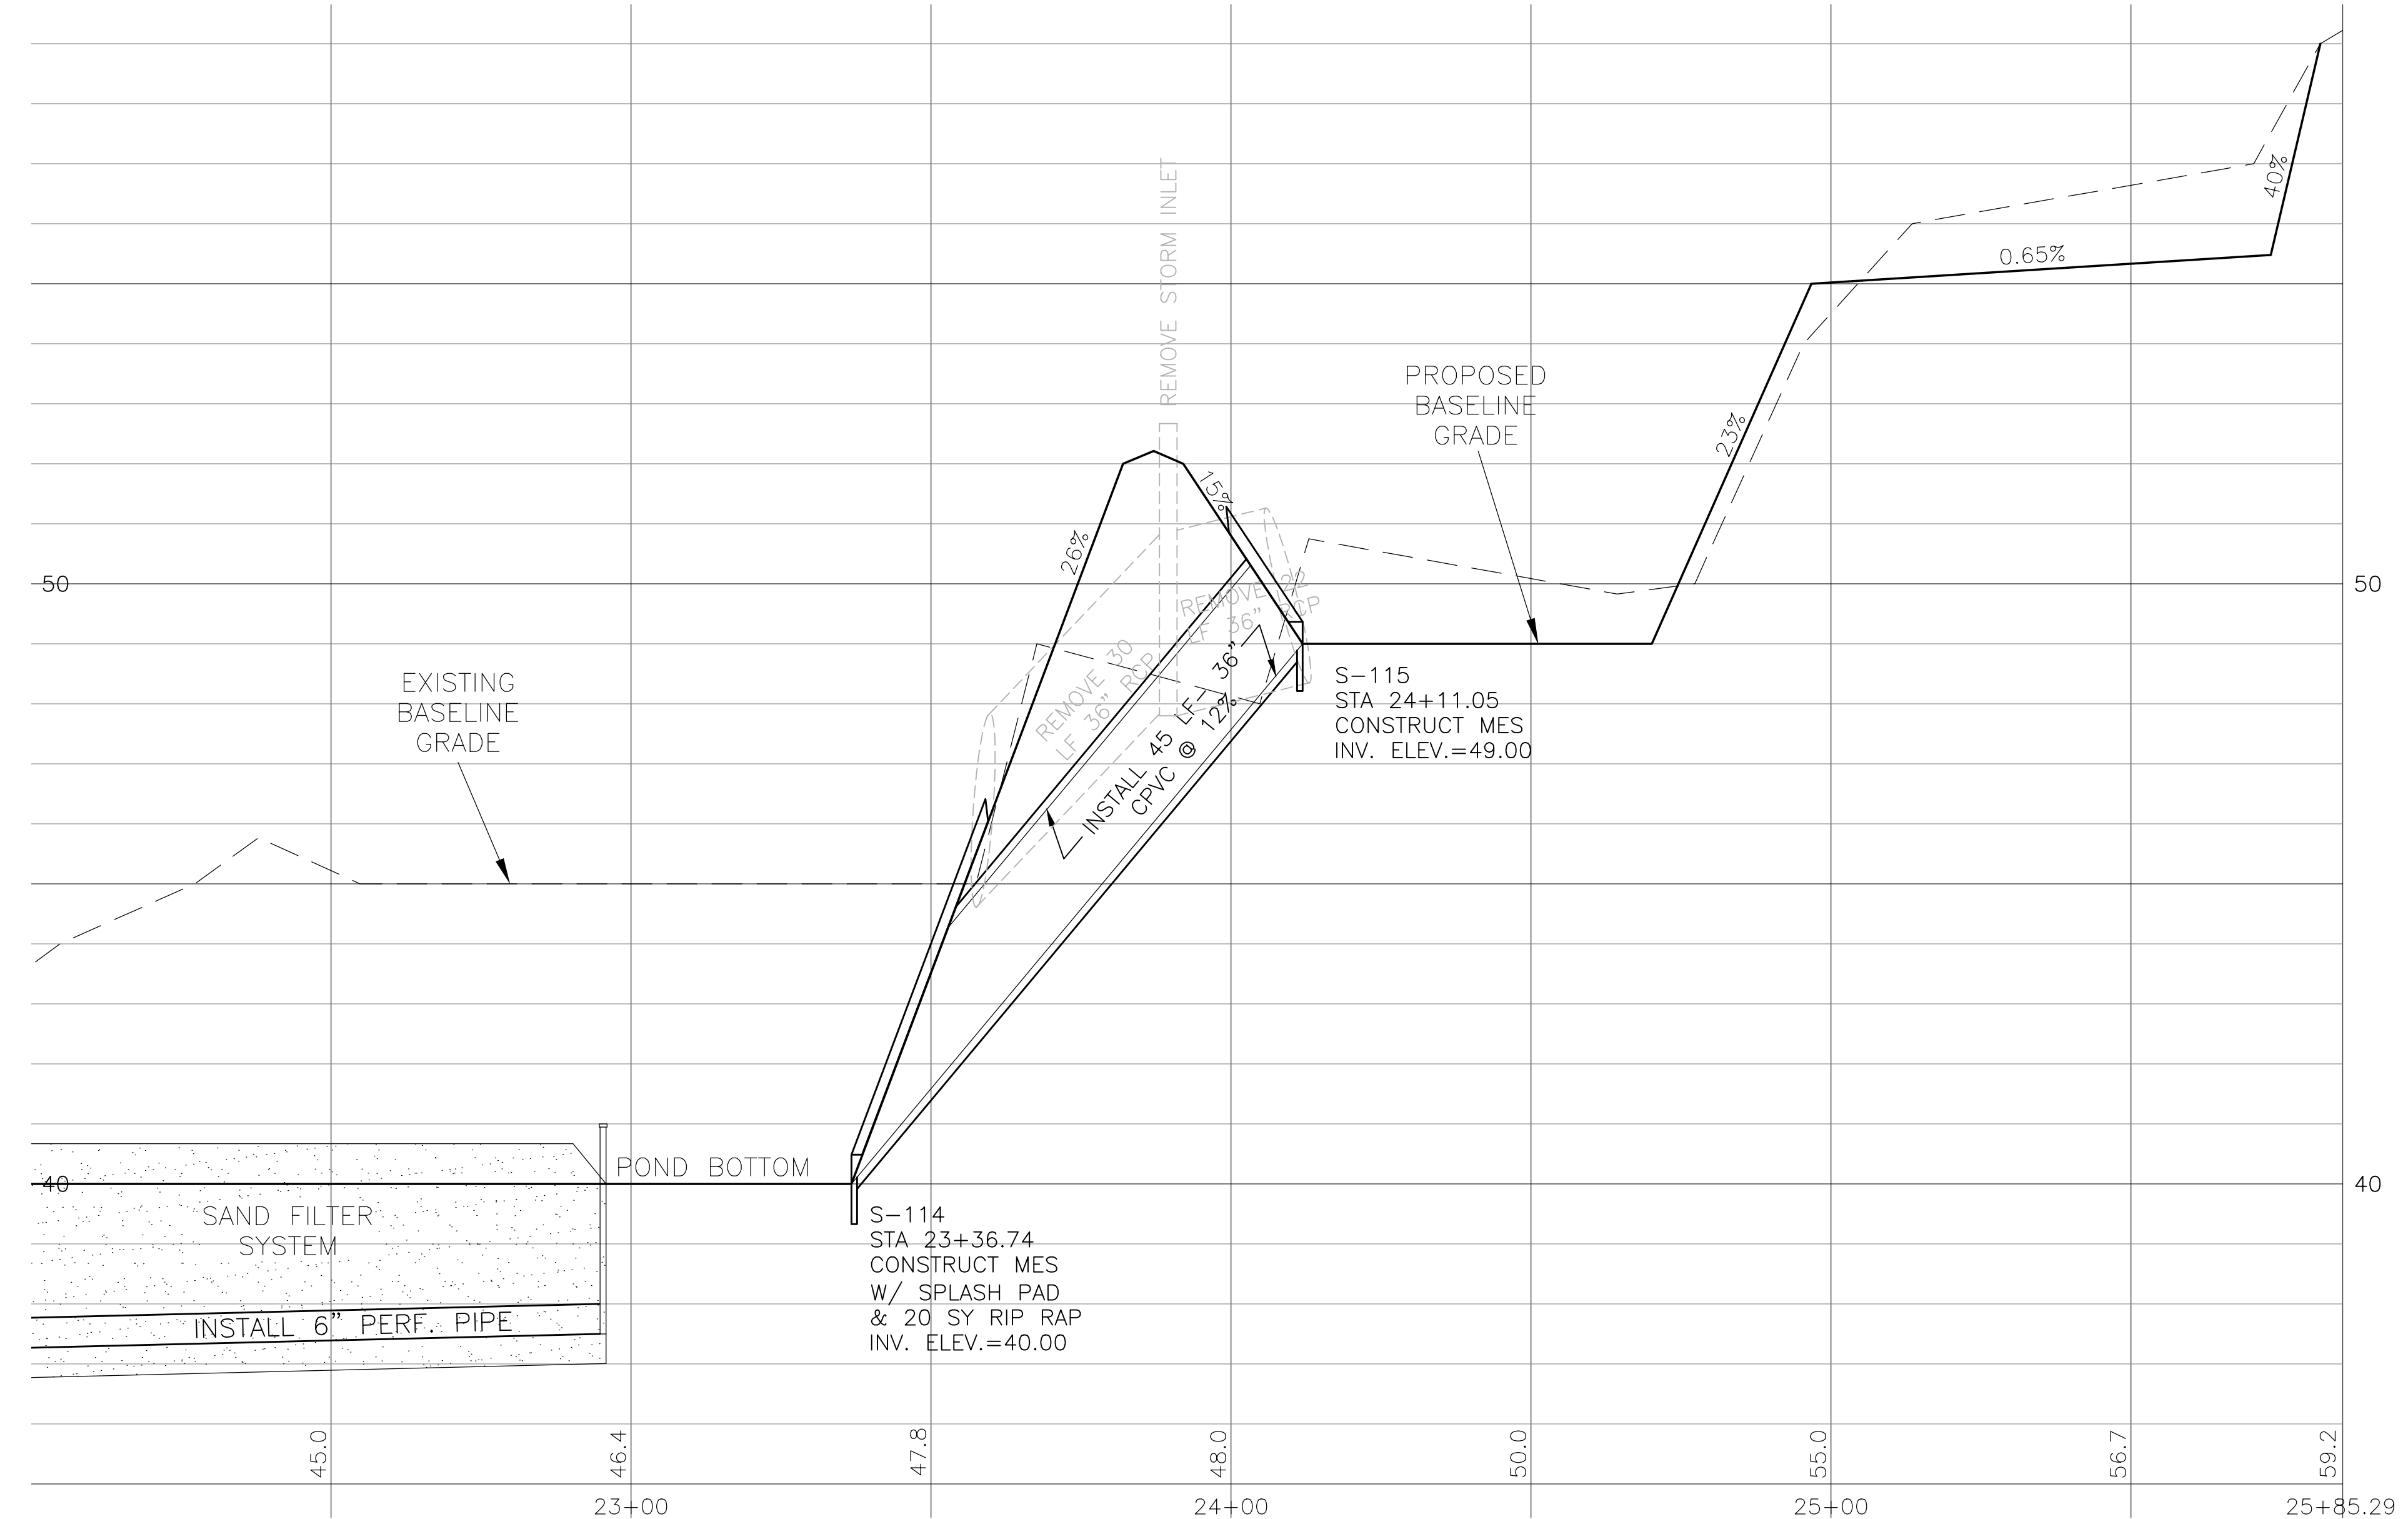 REMOVE STORM INLET
40%
0.65%
PROPOSED
BASELINE
GRADE
23%
15%
26%
50
50
REMOVE 22
LF 36" RCP
REMOVE 30
LF 36" RCP
INSTALL 45 LF- 36"
CPVC @ 12%
S-115
STA 24+11.05
CONSTRUCT MES
INV. ELEV.=49.00
EXISTING
BASELINE
GRADE
POND BOTTOM
40
40
SAND FILTER
SYSTEM
S-114
STA 23+36.74
CONSTRUCT MES
W/ SPLASH PAD
& 20 SY RIP RAP
INV. ELEV.=40.00
INSTALL 6" PERF. PIPE
45.0
46.4
47.8
48.0
50.0
55.0
56.7
59.2
23+00
24+00
25+00
25+85.29